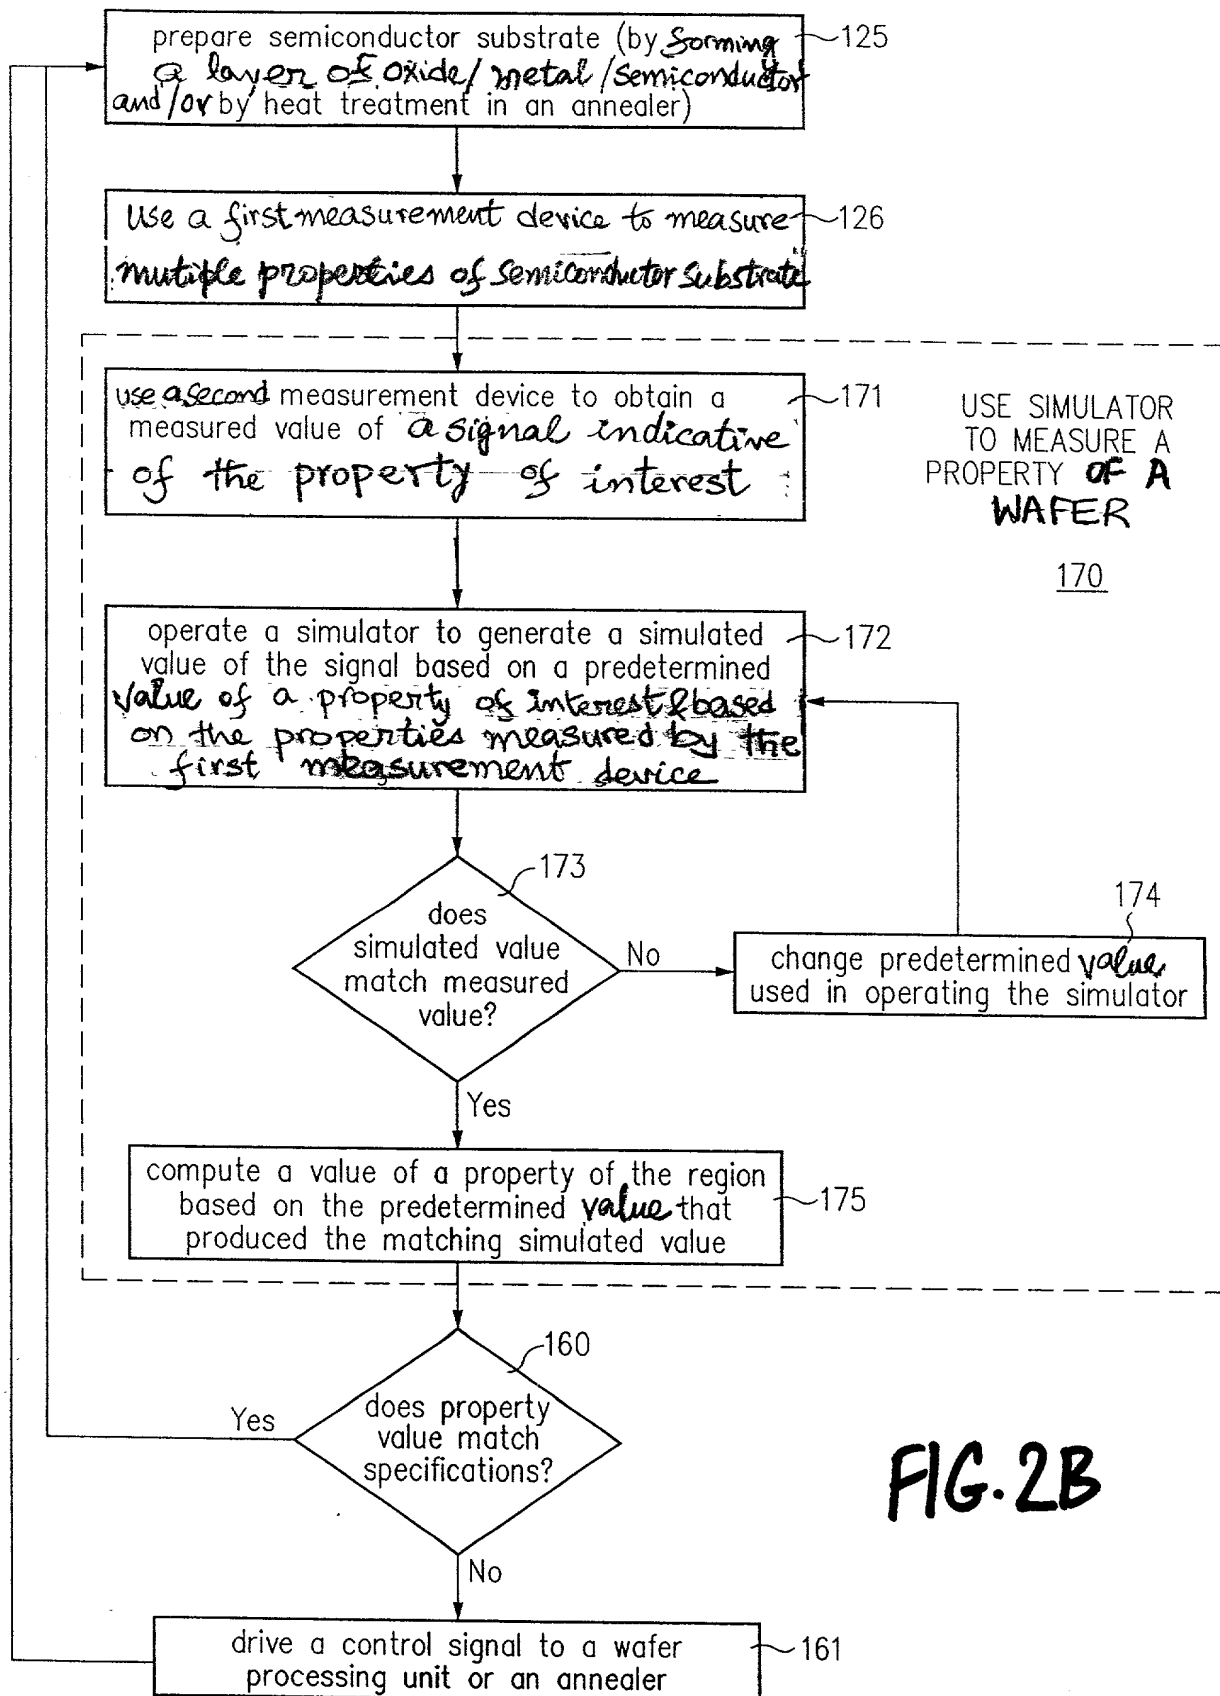 prepare semiconductor substrate (by forming
a layer of oxide/metal/semiconductor
and/or by heat treatment in an annealer)
125
Use a first measurement device to measure
mutiple properties of semiconductor substrate
126
use a second measurement device to obtain a
measured value of a signal indicative
of the property of interest
171
USE SIMULATOR
TO MEASURE A
PROPERTY OF A
WAFER
170
operate a simulator to generate a simulated
value of the signal based on a predetermined
value of a property of interest & based
on the properties measured by the
first measurement device
172
173
does
simulated value
match measured
value?
No
174
change predetermined value
used in operating the simulator
Yes
compute a value of a property of the region
based on the predetermined value that
produced the matching simulated value
175
160
does property
value match
specifications?
Yes
No
FIG.2B
drive a control signal to a wafer
processing unit or an annealer
161